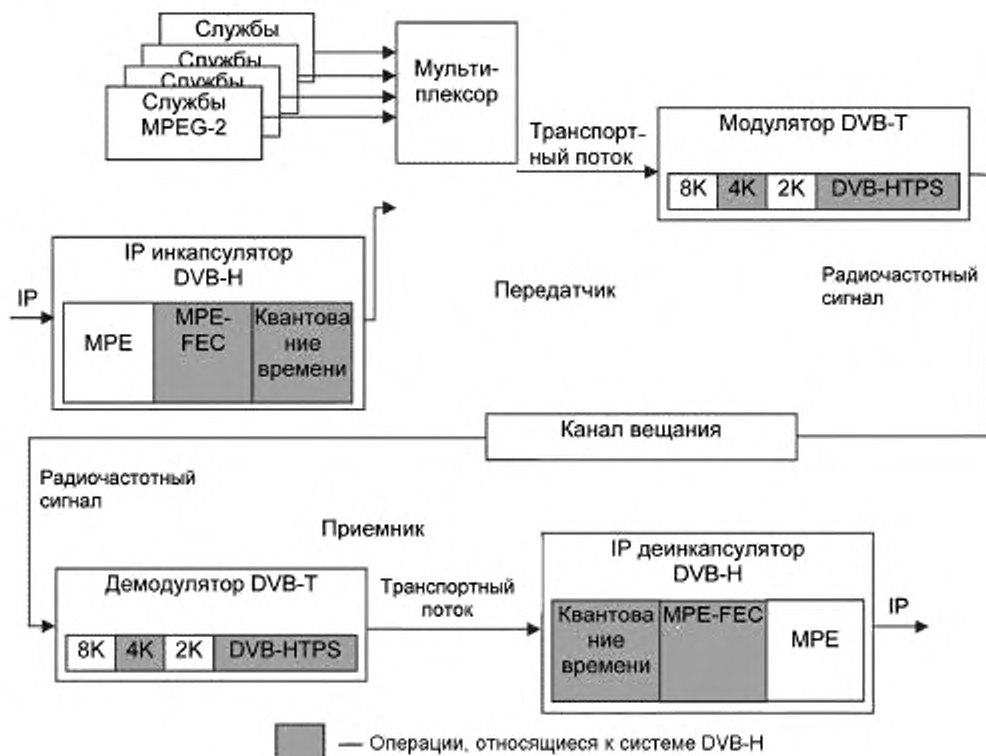 Службы
Службы
Службы
Службы
MPEG-2
Мульти-
плексор
Транспорт-
ный поток
Модулятор DVB-T
8K 4K 2K DVB-HTPS
IP инкапсулятор
DVB-H
IP
MPE
MPE-
FEC
Квантова
ние
времени
Передатчик
Радиочастотный
сигнал
Канал вещания
Радиочастотный
сигнал
Приемник
Демодулятор DVB-T
8K 4K 2K DVB-HTPS
Транспортный
поток
IP деинкапсулятор
DVB-H
Квантова
ние
времени
MPE-FEC
MPE
IP
— Операции, относящиеся к системе DVB-H